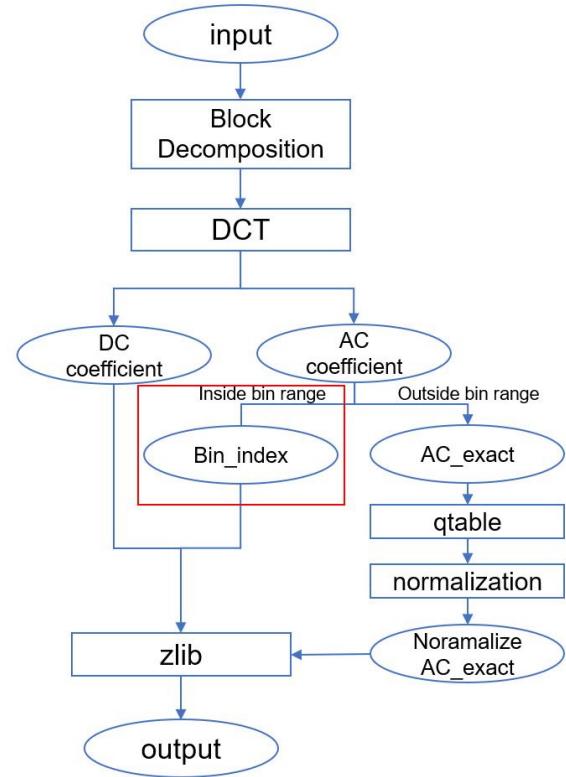 input
Block
Decomposition
DCT
DC
coefficient
AC
coefficient
Inside bin range
Outside bin range
Bin_index
AC_exact
qtable
normalization
Noramalize
AC_exact
zlib
output